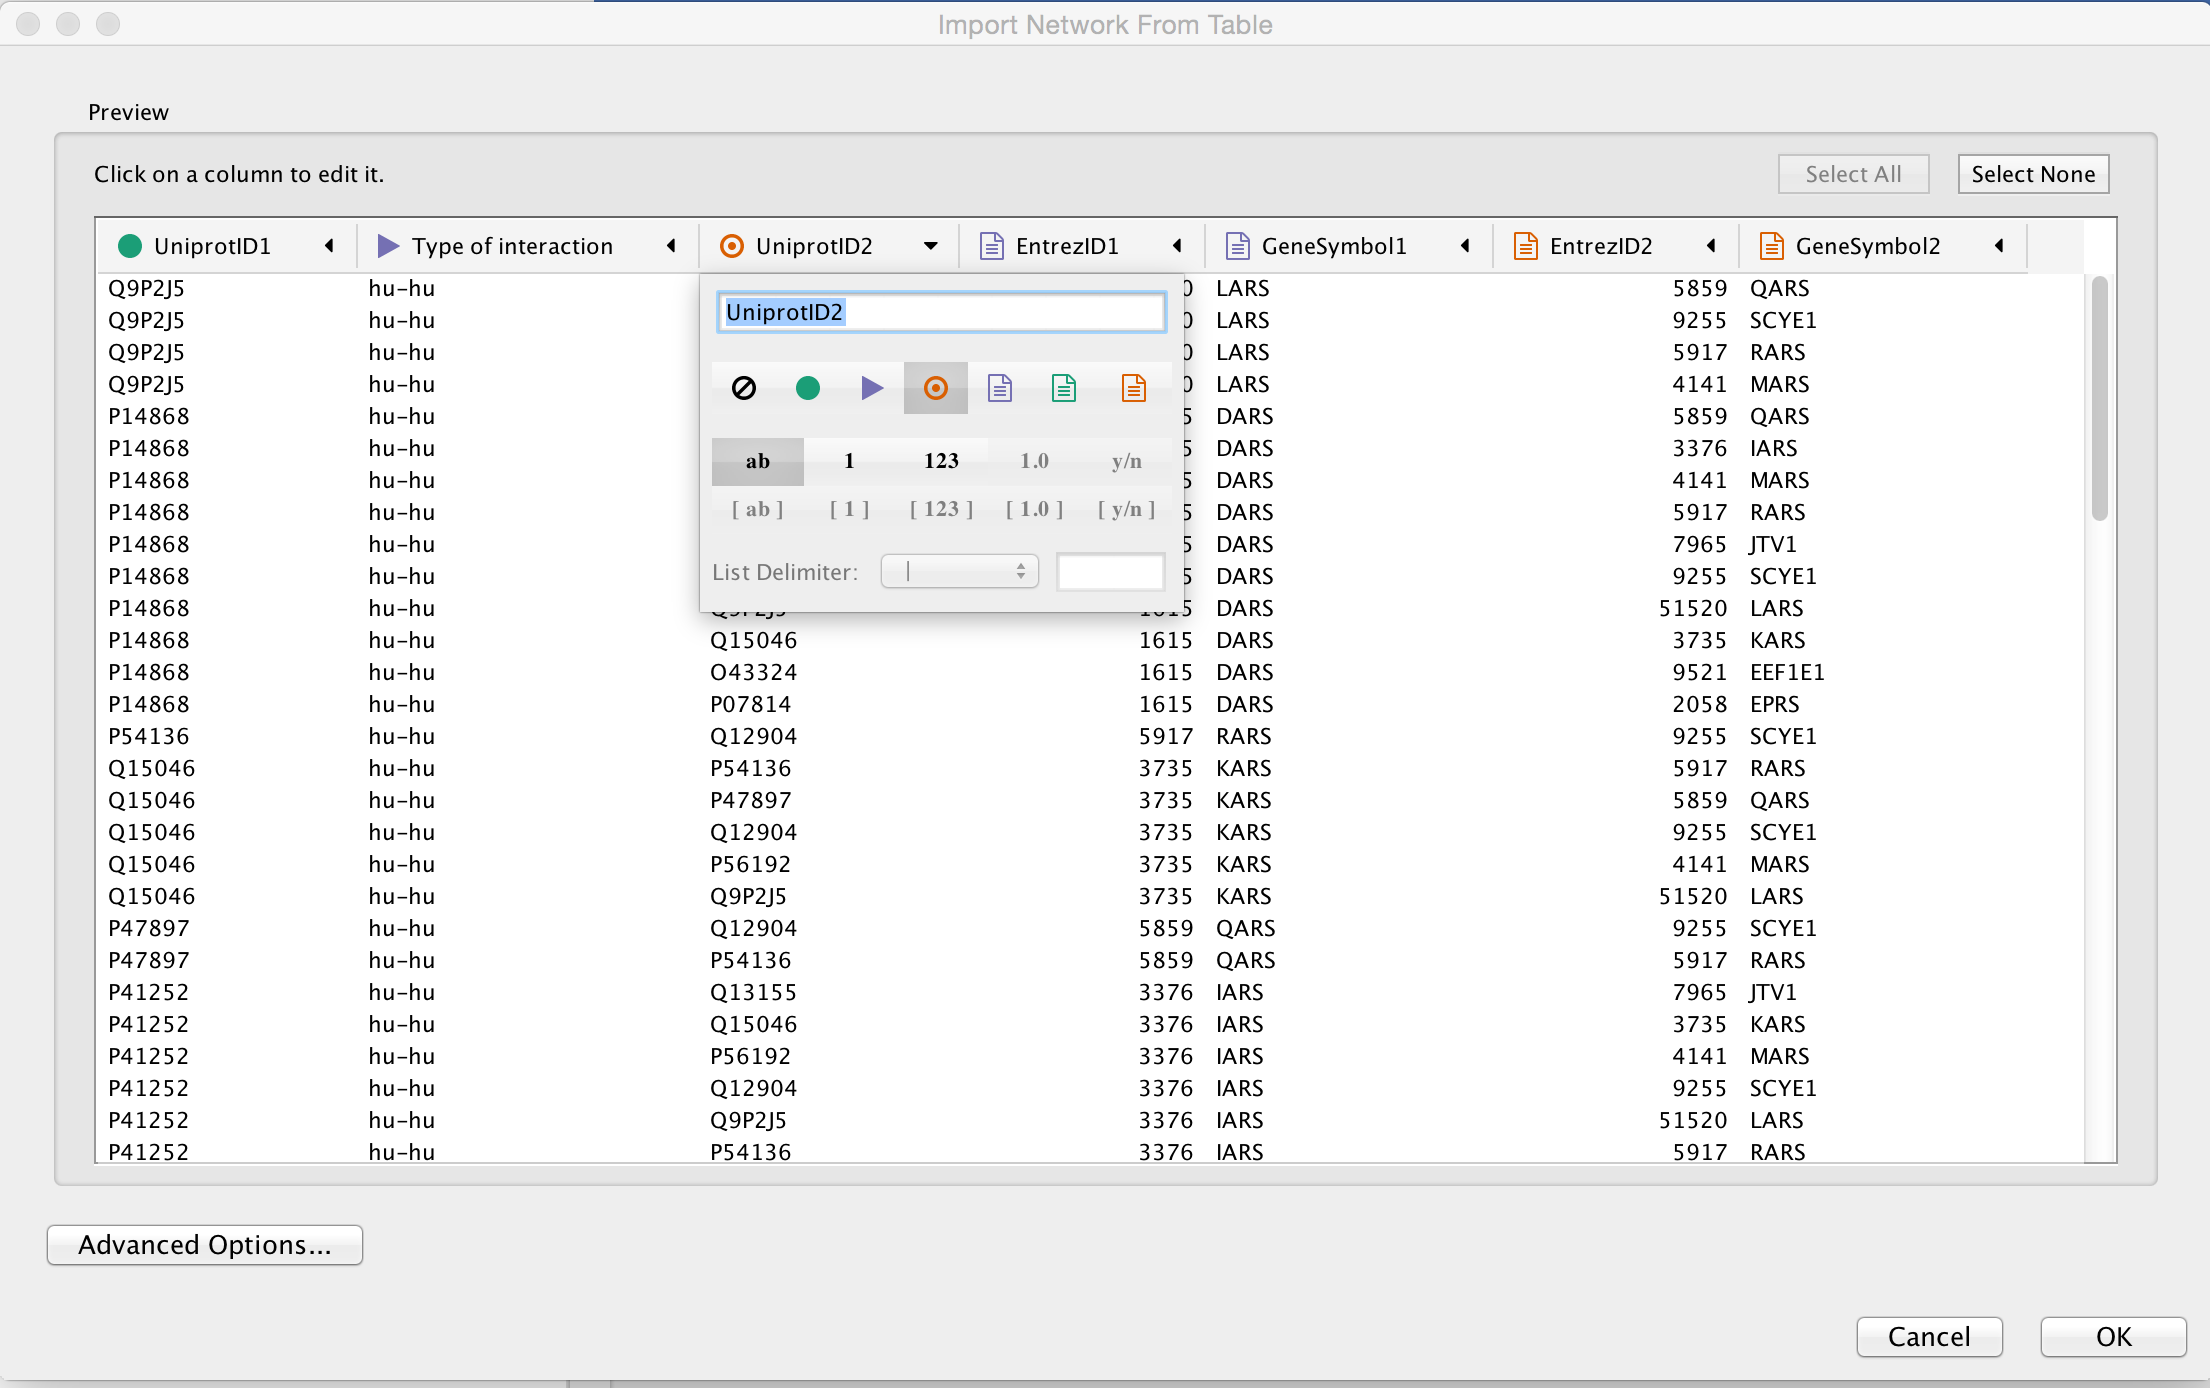 Import Network From Table
Preview
Click on a column to edit it.
Select All
Select None
UniprotID1 Type of interaction UniprotID2 EntrezID1 GeneSymbol1 EntrezID2 GeneSymbol2
Q9P2J5 hu-hu 0 LARS 5859 QARS
Q9P2J5 hu-hu 0 LARS 9255 SCYE1
Q9P2J5 hu-hu 0 LARS 5917 RARS
Q9P2J5 hu-hu 0 LARS 4141 MARS
P14868 hu-hu 5 DARS 5859 QARS
P14868 hu-hu 5 DARS 3376 IARS
P14868 hu-hu 5 DARS 4141 MARS
P14868 hu-hu 5 DARS 5917 RARS
P14868 hu-hu 5 DARS 7965 JTV1
P14868 hu-hu 5 DARS 9255 SCYE1
P14868 hu-hu Q9P2J5 1615 DARS 51520 LARS
P14868 hu-hu Q15046 1615 DARS 3735 KARS
P14868 hu-hu O43324 1615 DARS 9521 EEF1E1
P14868 hu-hu P07814 1615 DARS 2058 EPRS
P54136 hu-hu Q12904 5917 RARS 9255 SCYE1
Q15046 hu-hu P54136 3735 KARS 5917 RARS
Q15046 hu-hu P47897 3735 KARS 5859 QARS
Q15046 hu-hu Q12904 3735 KARS 9255 SCYE1
Q15046 hu-hu P56192 3735 KARS 4141 MARS
Q15046 hu-hu Q9P2J5 3735 KARS 51520 LARS
P47897 hu-hu Q12904 5859 QARS 9255 SCYE1
P47897 hu-hu P54136 5859 QARS 5917 RARS
P41252 hu-hu Q13155 3376 IARS 7965 JTV1
P41252 hu-hu Q15046 3376 IARS 3735 KARS
P41252 hu-hu P56192 3376 IARS 4141 MARS
P41252 hu-hu Q12904 3376 IARS 9255 SCYE1
P41252 hu-hu Q9P2J5 3376 IARS 51520 LARS
P41252 hu-hu P54136 3376 IARS 5917 RARS
UniprotID2
ab 1 123 1.0 y/n
[ ab ] [ 1 ] [ 123 ] [ 1.0 ] [ y/n ]
List Delimiter: |
Advanced Options...
Cancel
OK